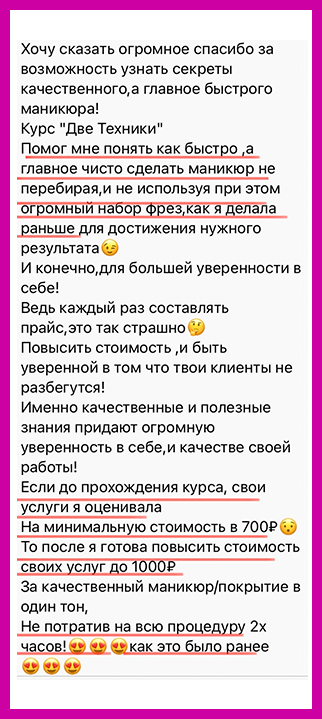 Хочу сказать огромное спасибо за
возможность узнать секреты
качественного,а главное быстрого
маникюра!
Курс "Две Техники"
Помог мне понять как быстро ,а
главное чисто сделать маникюр не
перебирая,и не используя при этом
огромный набор фрез,как я делала
раньше для достижения нужного
результата😉
И конечно,для большей уверенности в
себе!
Ведь каждый раз составлять
прайс,это так страшно🤔
Повысить стоимость ,и быть
уверенной в том что твои клиенты не
разбегутся!
Именно качественные и полезные
знания придают огромную
уверенность в себе,и качестве своей
работы!
Если до прохождения курса, свои
услуги я оценивала
На минимальную стоимость в 700₽😯
То после я готова повысить стоимость
своих услуг до 1000₽
За качественный маникюр/покрытие в
один тон,
Не потратив на всю процедуру 2х
часов!😍😍😍как это было ранее
😍😍😍